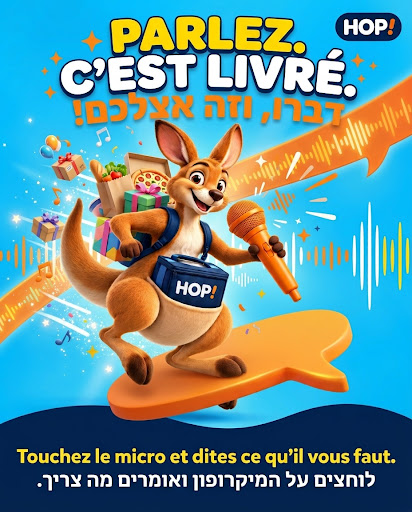 HOP!
PARLEZ.
C'EST LIVRÉ.
דברו, וזה אצלכם!
HOP!
Touchez le micro et dites ce qu'il vous faut.
לוחצים על המיקרופון ואומרים מה צריך.